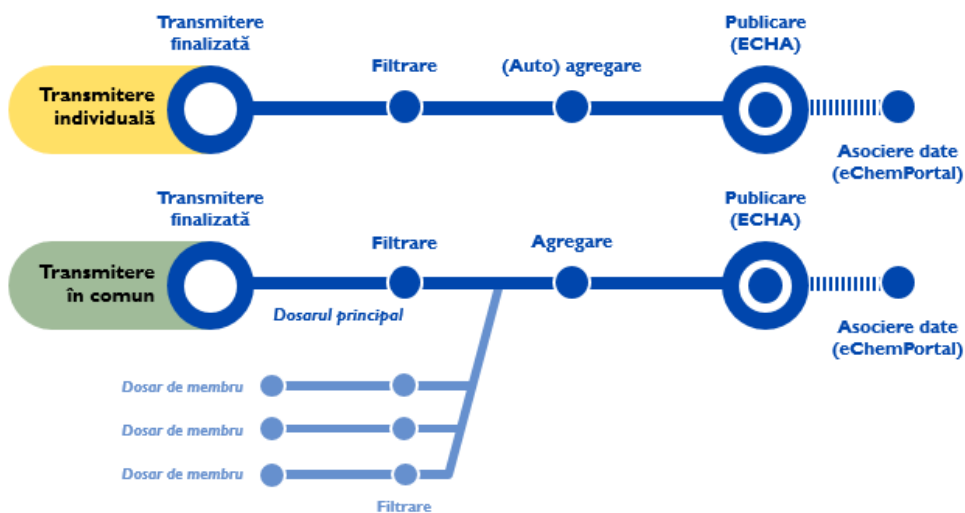 Transmitere
finalizată
Filtrare
(Auto) agregare
Publicare
(ECHA)
Transmitere
individuală
Asociere date
(eChemPortal)
Transmitere
finalizată
Filtrare
Agregare
Publicare
(ECHA)
Transmitere
în comun
Dosarul principal
Asociere date
(eChemPortal)
Dosar de membru
Dosar de membru
Dosar de membru
Filtrare